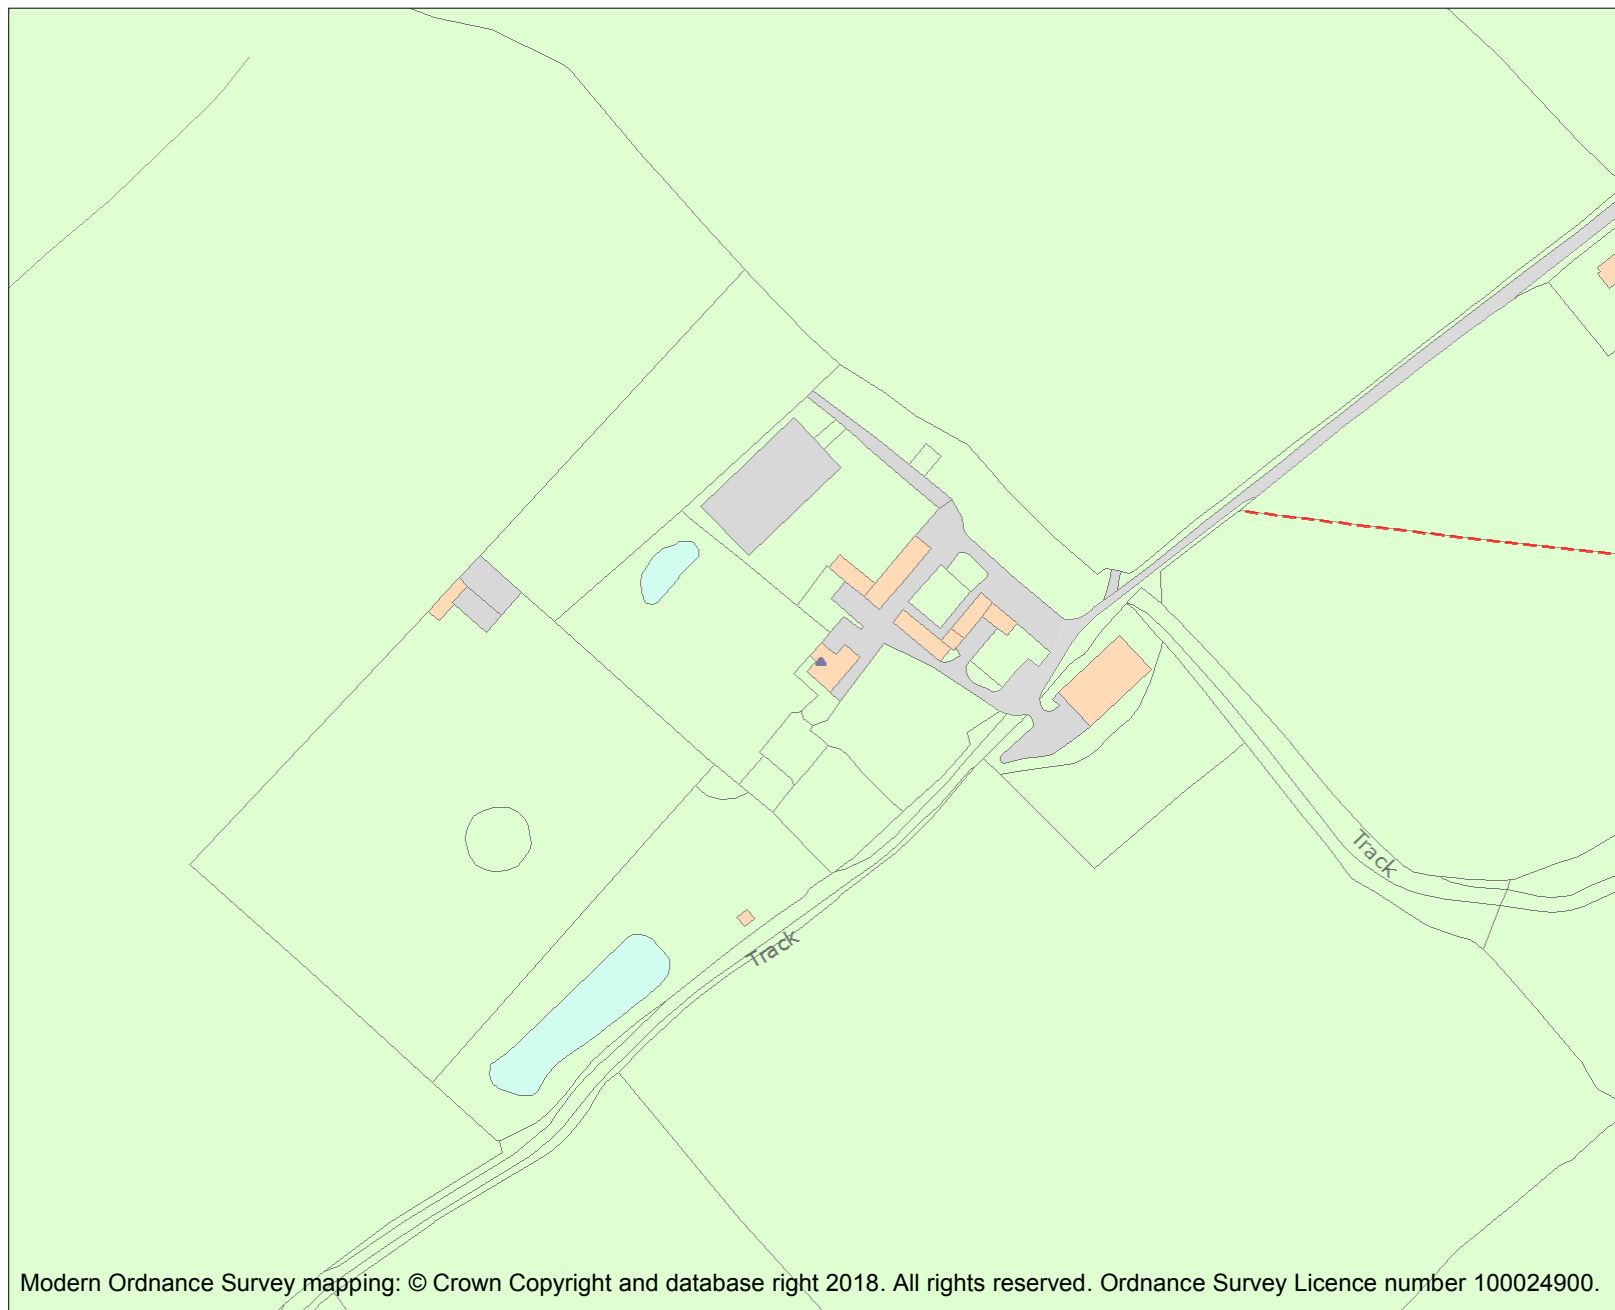 Track
Track
Modern Ordnance Survey mapping: © Crown Copyright and database right 2018. All rights reserved. Ordnance Survey Licence number 100024900.